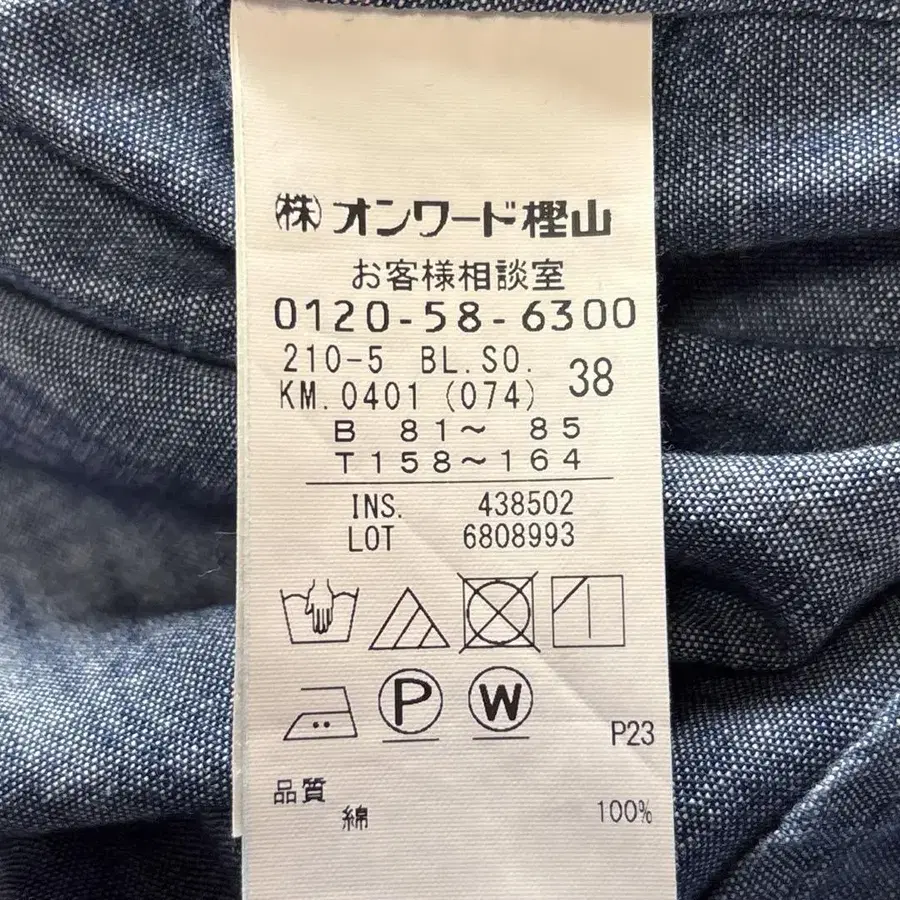 ㈱オンワード樫山
お客様相談室
0120-58-6300
210-5 BL.SO. 38
KM.0401 (074)
B 81～ 85
T158～164
INS. 438502
LOT 6808993
P W
P23
品質
綿 100%